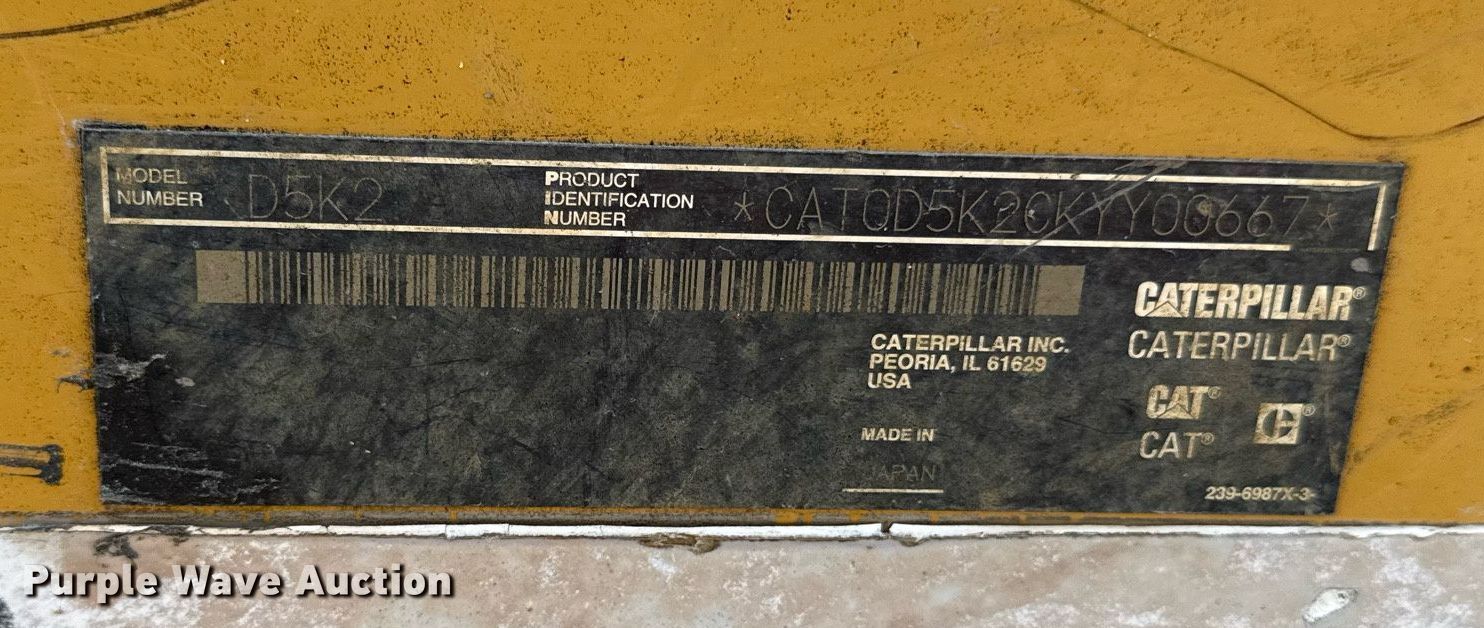 MODEL
NUMBER
D5K2
PRODUCT
IDENTIFICATION
NUMBER
*CAT0D5K2CKYY00667*
CATERPILLAR®
CATERPILLAR®
CATERPILLAR INC.
PEORIA, IL 61629
USA
CAT®
CAT®
C®
MADE IN
JAPAN
239-6987X-3-
Purple Wave Auction